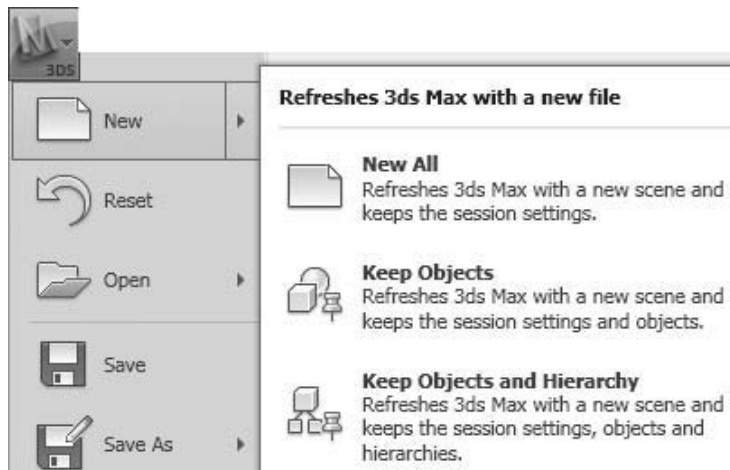 3DS
New
Reset
Open
Save
Save As
Refreshes 3ds Max with a new file
New All
Refreshes 3ds Max with a new scene and
keeps the session settings.
Keep Objects
Refreshes 3ds Max with a new scene and
keeps the session settings and objects.
Keep Objects and Hierarchy
Refreshes 3ds Max with a new scene and
keeps the session settings, objects and
hierarchies.